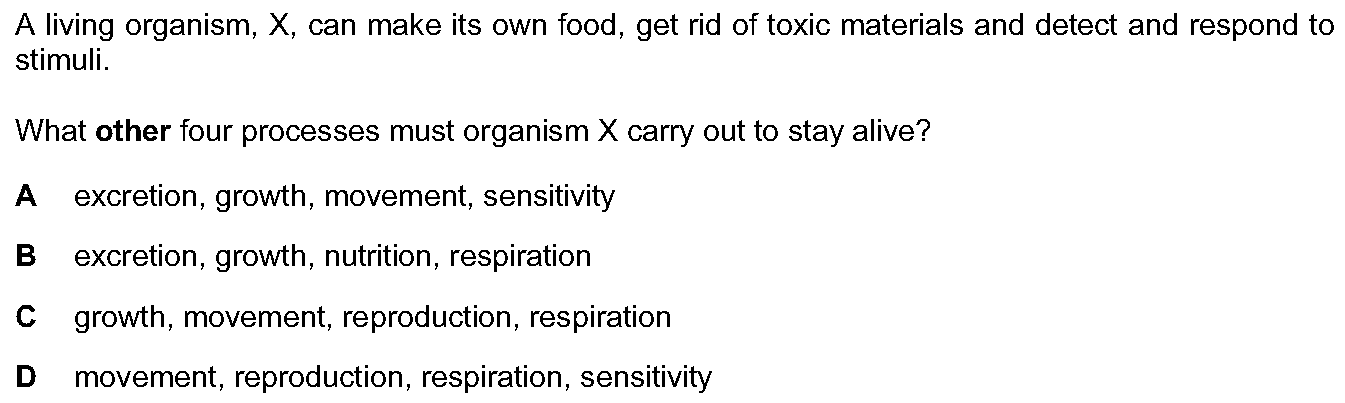 A living organism, X, can make its own food, get rid of toxic materials and detect and respond to
stimuli.
What other four processes must organism X carry out to stay alive?
A excretion, growth, movement, sensitivity
B excretion, growth, nutrition, respiration
C growth, movement, reproduction, respiration
D movement, reproduction, respiration, sensitivity